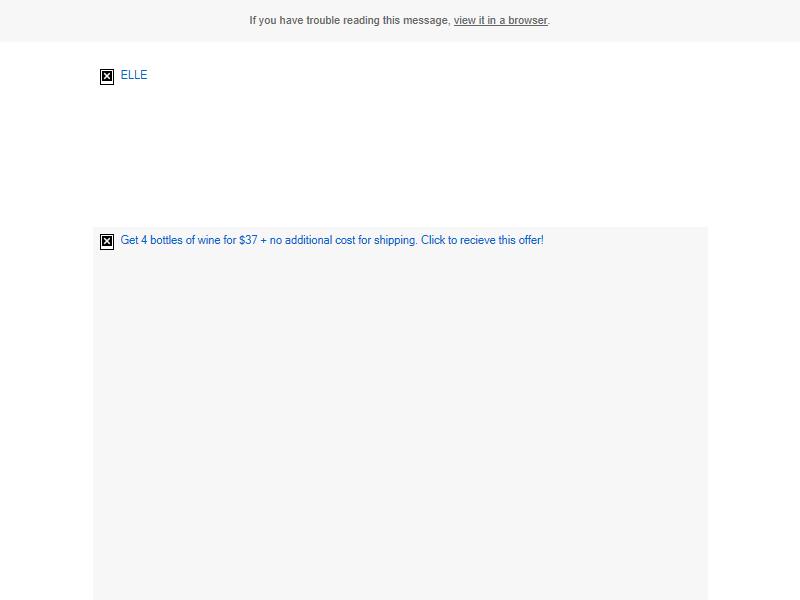 If you have trouble reading this message, view it in a browser.
ELLE
Get 4 bottles of wine for $37 + no additional cost for shipping. Click to recieve this offer!